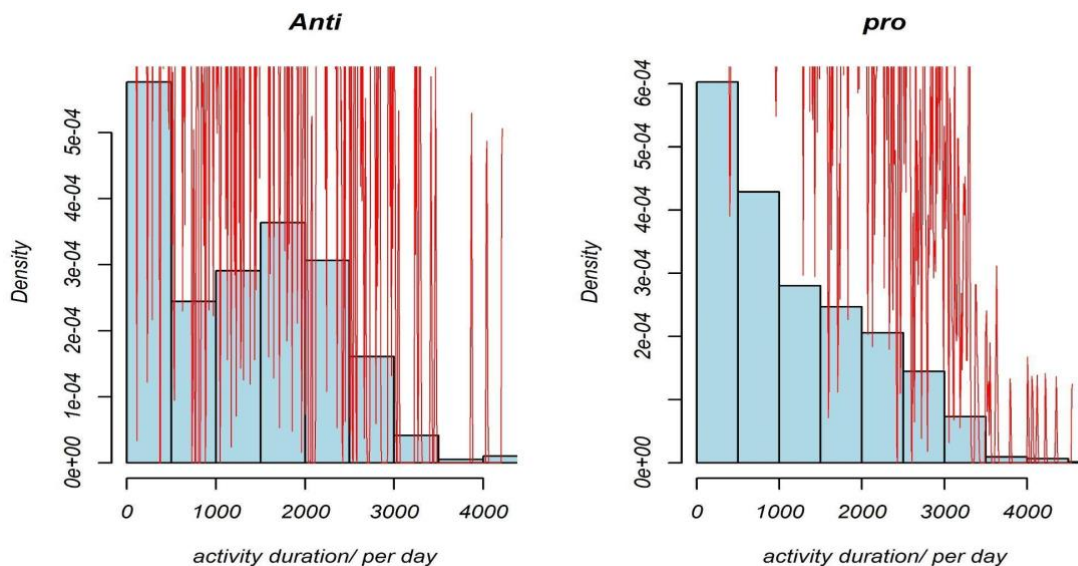 Anti
Density
5e-04
4e-04
3e-04
2e-04
1e-04
0e+00
0
1000
2000
3000
4000
activity duration/ per day
pro
Density
6e-04
5e-04
4e-04
3e-04
2e-04
1e-04
0e+00
0
1000
2000
3000
4000
activity duration/ per day